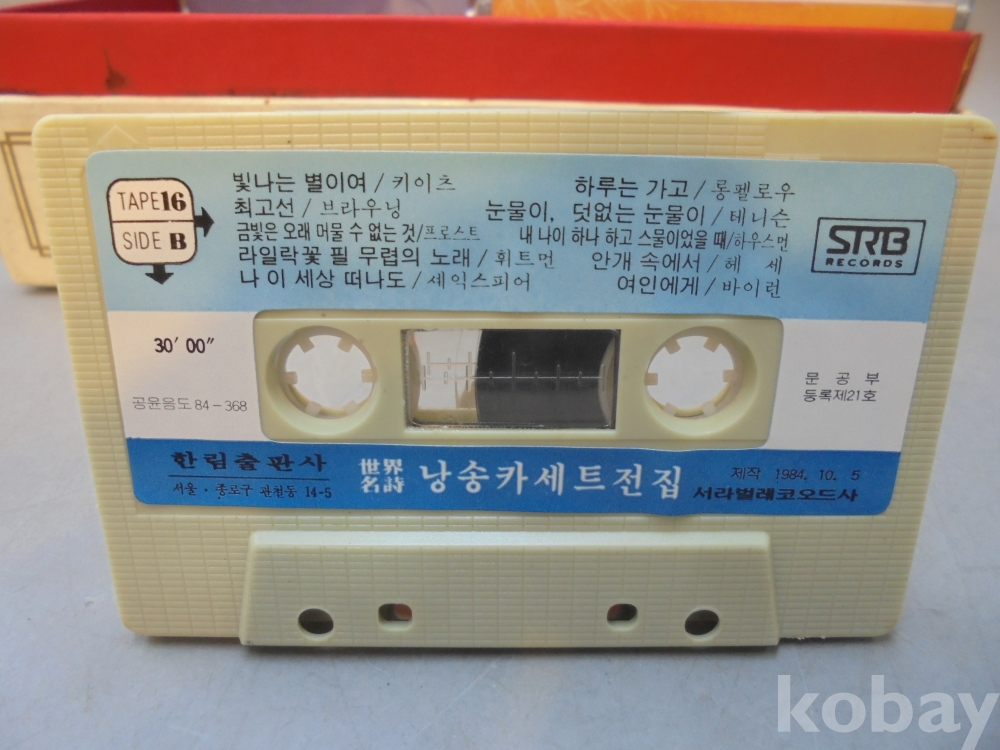 TAPE16
SIDE B
빛나는 별이여/키이츠
최고선/브라우닝
금빛은 오래 머물 수 없는 것/프로스트
라일락꽃 필 무렵의 노래/휘트먼
나 이 세상 떠나도/셰익스피어
하루는 가고/롱펠로우
눈물이, 덧없는 눈물이/테니슨
내 나이 하나 하고 스물이었을 때/하우스먼
안개 속에서/헤 세
여인에게/바이런
SRB
RECORDS
30′ 00″
공윤음도 84-368
문 공 부
등록제21호
한림출판사
서울·종로구 관철동 14-5
世界
名詩
낭송카세트전집
제작 1984. 10. 5
서라벌레코오드사
kobay